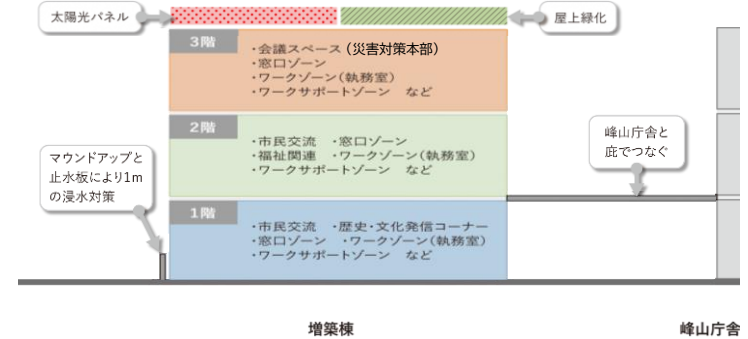 太陽光パネル
屋上緑化
3階
・会議スペース(災害対策本部)
・窓口ゾーン
・ワークゾーン(執務室)
・ワークサポートゾーン など
2階
・市民交流 ・窓口ゾーン
・福祉関連 ・ワークゾーン(執務室)
・ワークサポートゾーン など
峰山庁舎と
庇でつなぐ
マウンドアップと
止水板により1m
の浸水対策
1階
・市民交流 ・歴史・文化発信コーナー
・窓口ゾーン ・ワークゾーン(執務室)
・ワークサポートゾーン など
増築棟
峰山庁舎